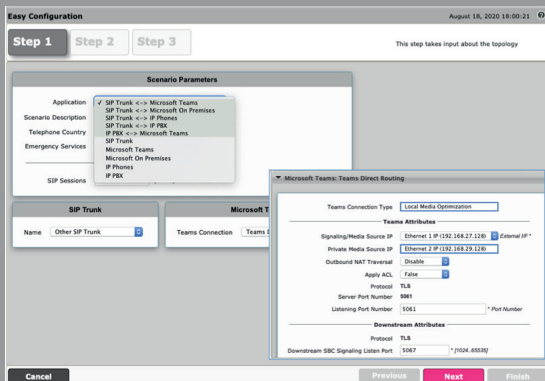 Easy Configuration
August 18, 2020 18:00:21
Step 1 Step 2 Step 3
This step takes input about the topology
Scenario Parameters
Application
✓ SIP Trunk <-> Microsoft Teams
SIP Trunk <-> Microsoft On Premises
SIP Trunk <-> IP Phones
SIP Trunk <-> IP PBX
IP PBX <-> Microsoft Teams
SIP Trunk
Microsoft Teams
Microsoft On Premises
IP Phones
IP PBX
Scenario Description
Telephone Country
Emergency Services
SIP Sessions
SIP Trunk
Name Other SIP Trunk
Microsoft T
Teams Connection Teams
Microsoft Teams: Teams Direct Routing
Teams Connection Type Local Media Optimization
Teams Attributes
Signaling/Media Source IP Ethernet 1 IP (192.168.27.128) External I/F *
Private Media Source IP Ethernet 2 IP (192.168.29.128)
Outbound NAT Traversal Disable
Apply ACL False
Protocol TLS
Server Port Number 5061
Listening Port Number 5061 * Port Number
Downstream Attributes
Protocol TLS
Downstream SBC Signaling Listen Port 5067 * [1024..65535]
Cancel
Previous
Next
Finish